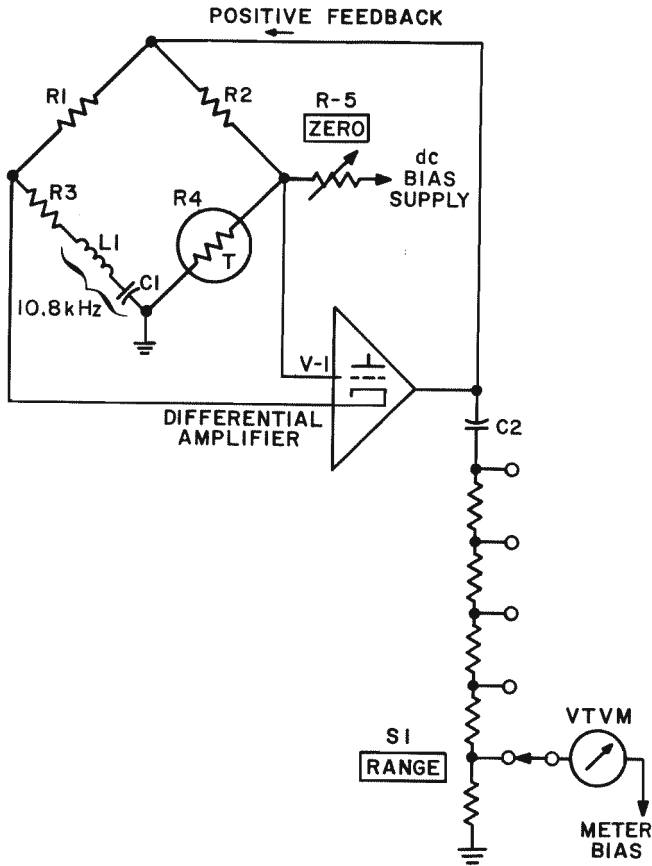 POSITIVE FEEDBACK
R1
R2
R-5
ZERO
dc
BIAS
SUPPLY
R3
R4
L1
T
C1
10.8kHz
V-1
DIFFERENTIAL
AMPLIFIER
C2
VTVM
S1
RANGE
METER
BIAS